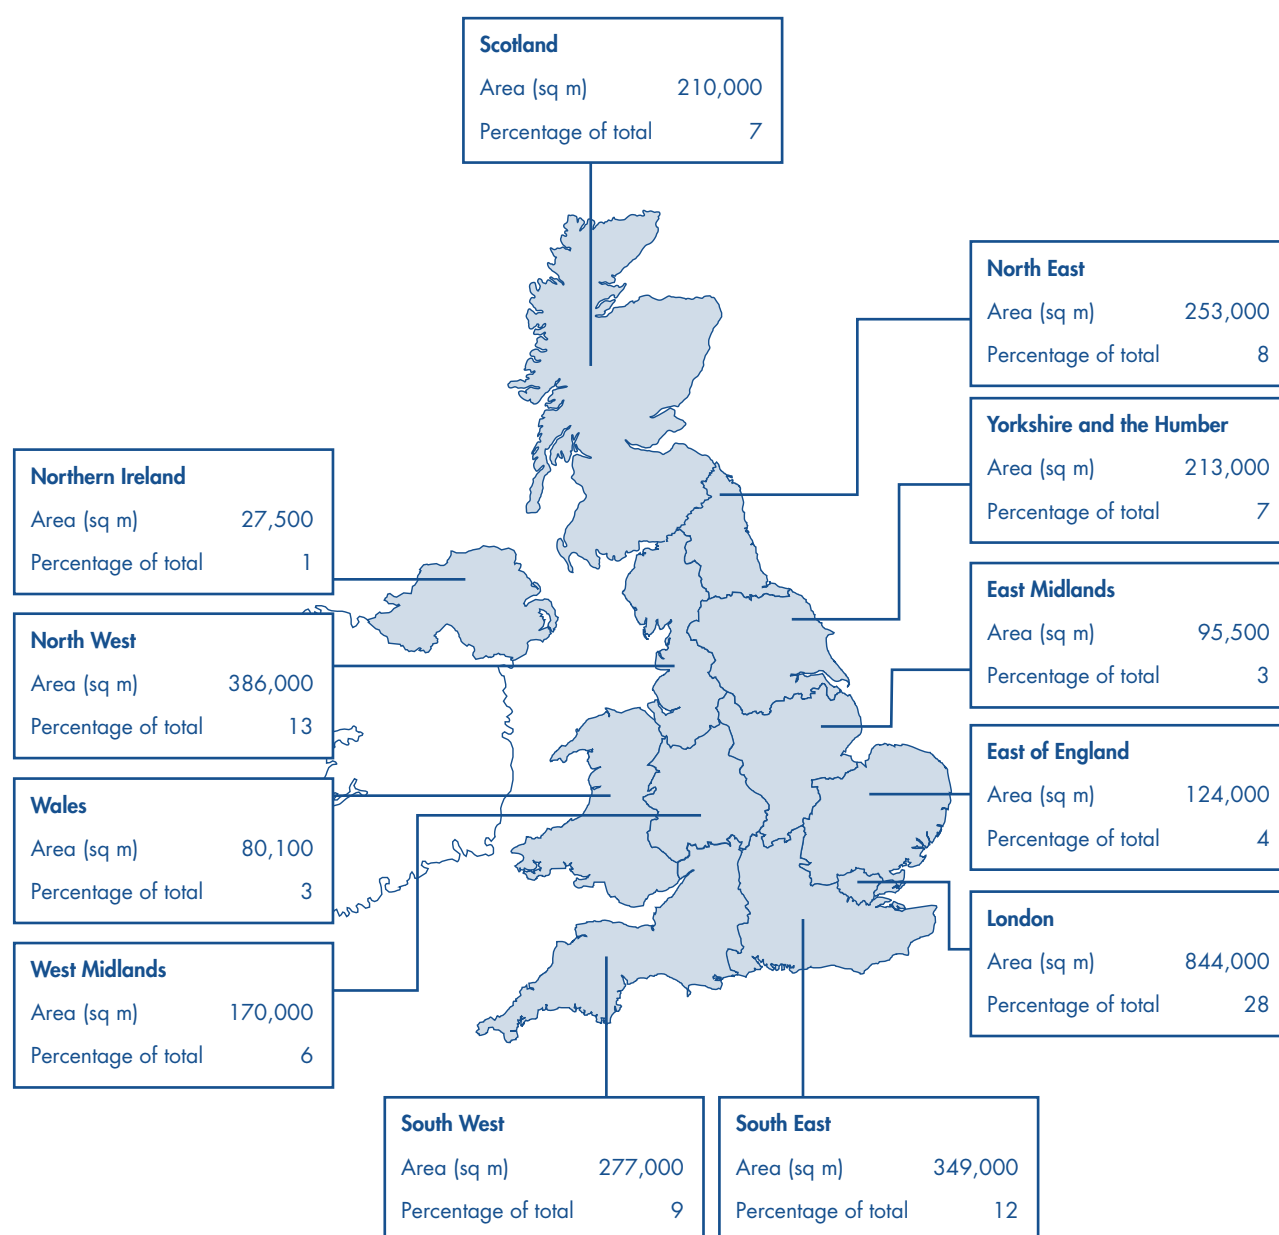 Scotland
Area (sq m) 210,000
Percentage of total 7
North East
Area (sq m) 253,000
Percentage of total 8
Yorkshire and the Humber
Area (sq m) 213,000
Percentage of total 7
Northern Ireland
Area (sq m) 27,500
Percentage of total 1
East Midlands
Area (sq m) 95,500
Percentage of total 3
North West
Area (sq m) 386,000
Percentage of total 13
East of England
Area (sq m) 124,000
Percentage of total 4
Wales
Area (sq m) 80,100
Percentage of total 3
London
Area (sq m) 844,000
Percentage of total 28
West Midlands
Area (sq m) 170,000
Percentage of total 6
South West
Area (sq m) 277,000
Percentage of total 9
South East
Area (sq m) 349,000
Percentage of total 12